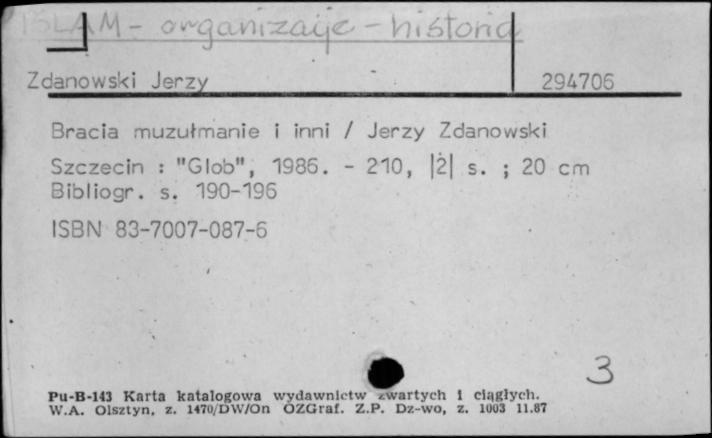 ISLAM - organizacje - historia
Zdanowski Jerzy 294706
Bracia muzułmanie i inni / Jerzy Zdanowski
Szczecin : "Glob", 1986. - 210, |2| s. ; 20 cm
Bibliogr. s. 190-196
ISBN 83-7007-087-6
3
Pu-B-143 Karta katalogowa wydawnictw zwartych i ciągłych.
W.A. Olsztyn, z. 1470/DW/On OZGraf. Z.P. Dz-wo, z. 1003 11.87